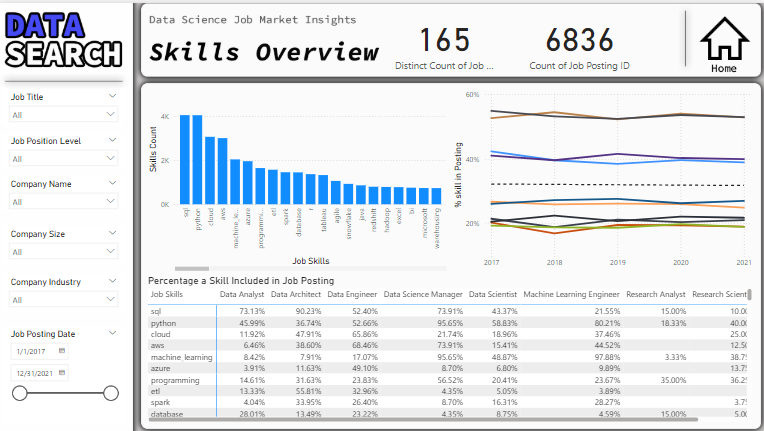 DATA
SEARCH
Job Title
All
Job Position Level
All
Company Name
All
Company Size
All
Company Industry
All
Job Posting Date
1/1/2017
12/31/2021
Data Science Job Market Insights
Skills Overview
165
Distinct Count of Job ...
6836
Count of Job Posting ID
Home
Skills Count
4K
2K
0K
sql
python
cloud
aws
machine_le...
azure
programmi...
etl
spark
database
r
tableau
agile
snowflake
java
redshift
hadoop
excel
bi
microsoft
warehousing
Job Skills
% skill in Posting
60%
40%
20%
2017
2018
2019
2020
2021
Percentage a Skill Included in Job Posting
Job Skills Data Analyst Data Architect Data Engineer Data Science Manager Data Scientist Machine Learning Engineer Research Analyst Research Scient
sql 73.13% 90.23% 52.40% 73.91% 43.37% 21.55% 15.00% 10.00
python 45.99% 36.74% 52.66% 95.65% 58.83% 80.21% 18.33% 40.00
cloud 11.92% 47.91% 65.86% 21.74% 18.96% 37.46% 25.00
aws 6.46% 38.60% 68.46% 73.91% 15.41% 44.52% 12.50
machine_learning 8.42% 7.91% 17.07% 95.65% 48.87% 97.88% 3.33% 38.75
azure 3.91% 11.63% 49.10% 8.70% 6.80% 9.89% 13.75
programming 14.61% 31.63% 23.83% 56.52% 20.41% 23.67% 35.00% 36.25
etl 13.33% 55.81% 32.96% 4.35% 5.05% 3.89%
spark 4.04% 33.95% 26.40% 8.70% 16.31% 28.27% 3.75
database 28.01% 13.49% 23.22% 4.35% 8.75% 4.59% 15.00% 5.00